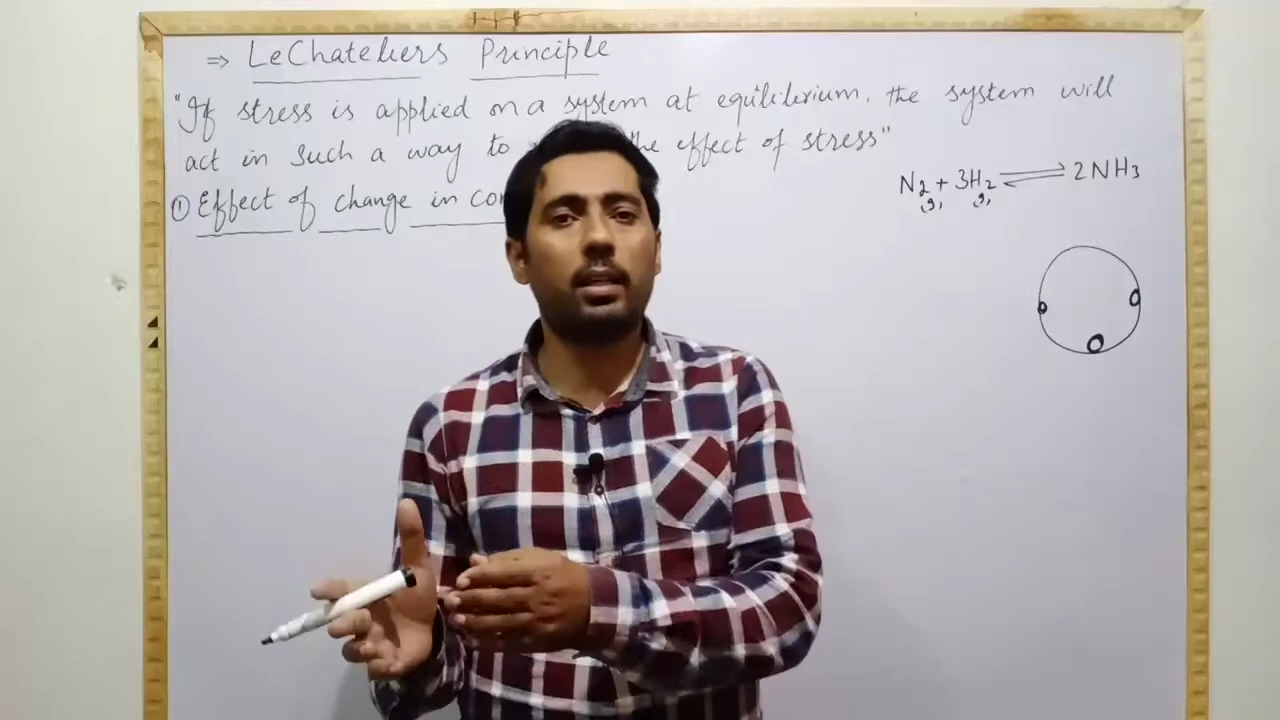 ⇒ LeChateliers Principle
"If stress is applied on a system at equilibrium, the system will
act in such a way to the effect of stress"
① Effect of change in
N2 + 3H2 ⇌ 2NH3
(g) (g)